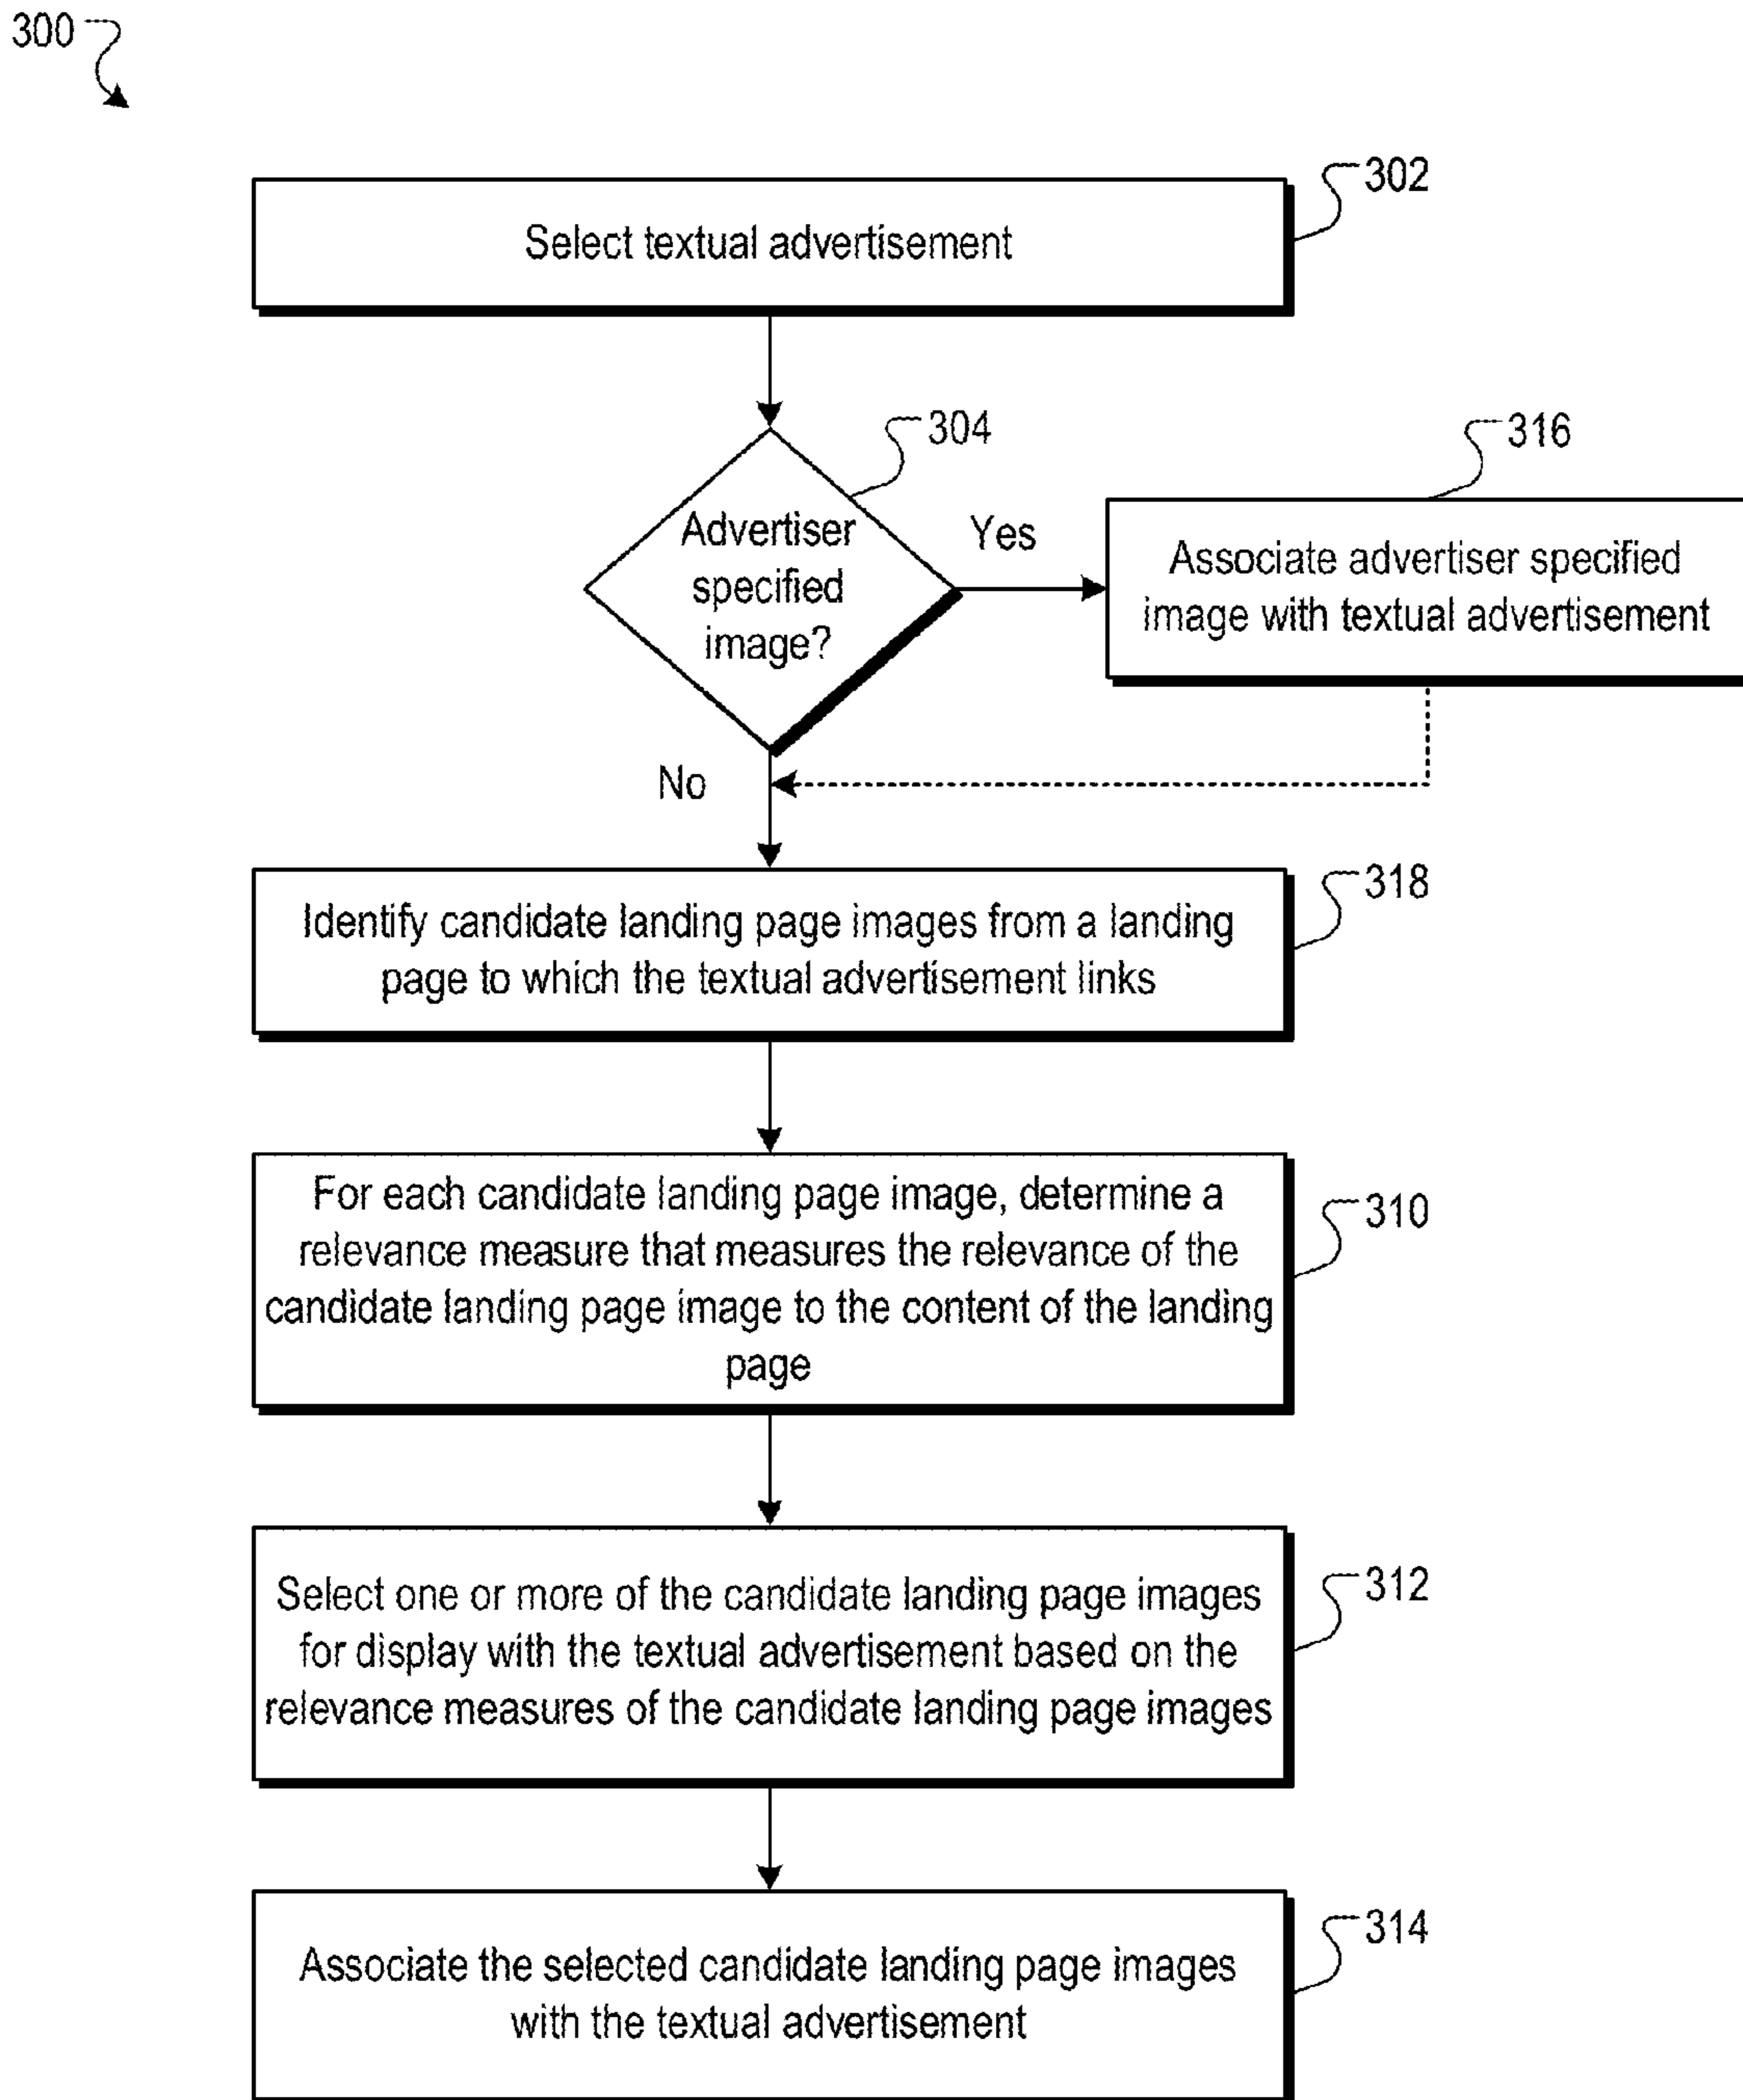 300
302
Select textual advertisement
304
Advertiser
specified
image?
Yes
316
Associate advertiser specified
image with textual advertisement
No
318
Identify candidate landing page images from a landing
page to which the textual advertisement links
310
For each candidate landing page image, determine a
relevance measure that measures the relevance of the
candidate landing page image to the content of the landing
page
312
Select one or more of the candidate landing page images
for display with the textual advertisement based on the
relevance measures of the candidate landing page images
314
Associate the selected candidate landing page images
with the textual advertisement